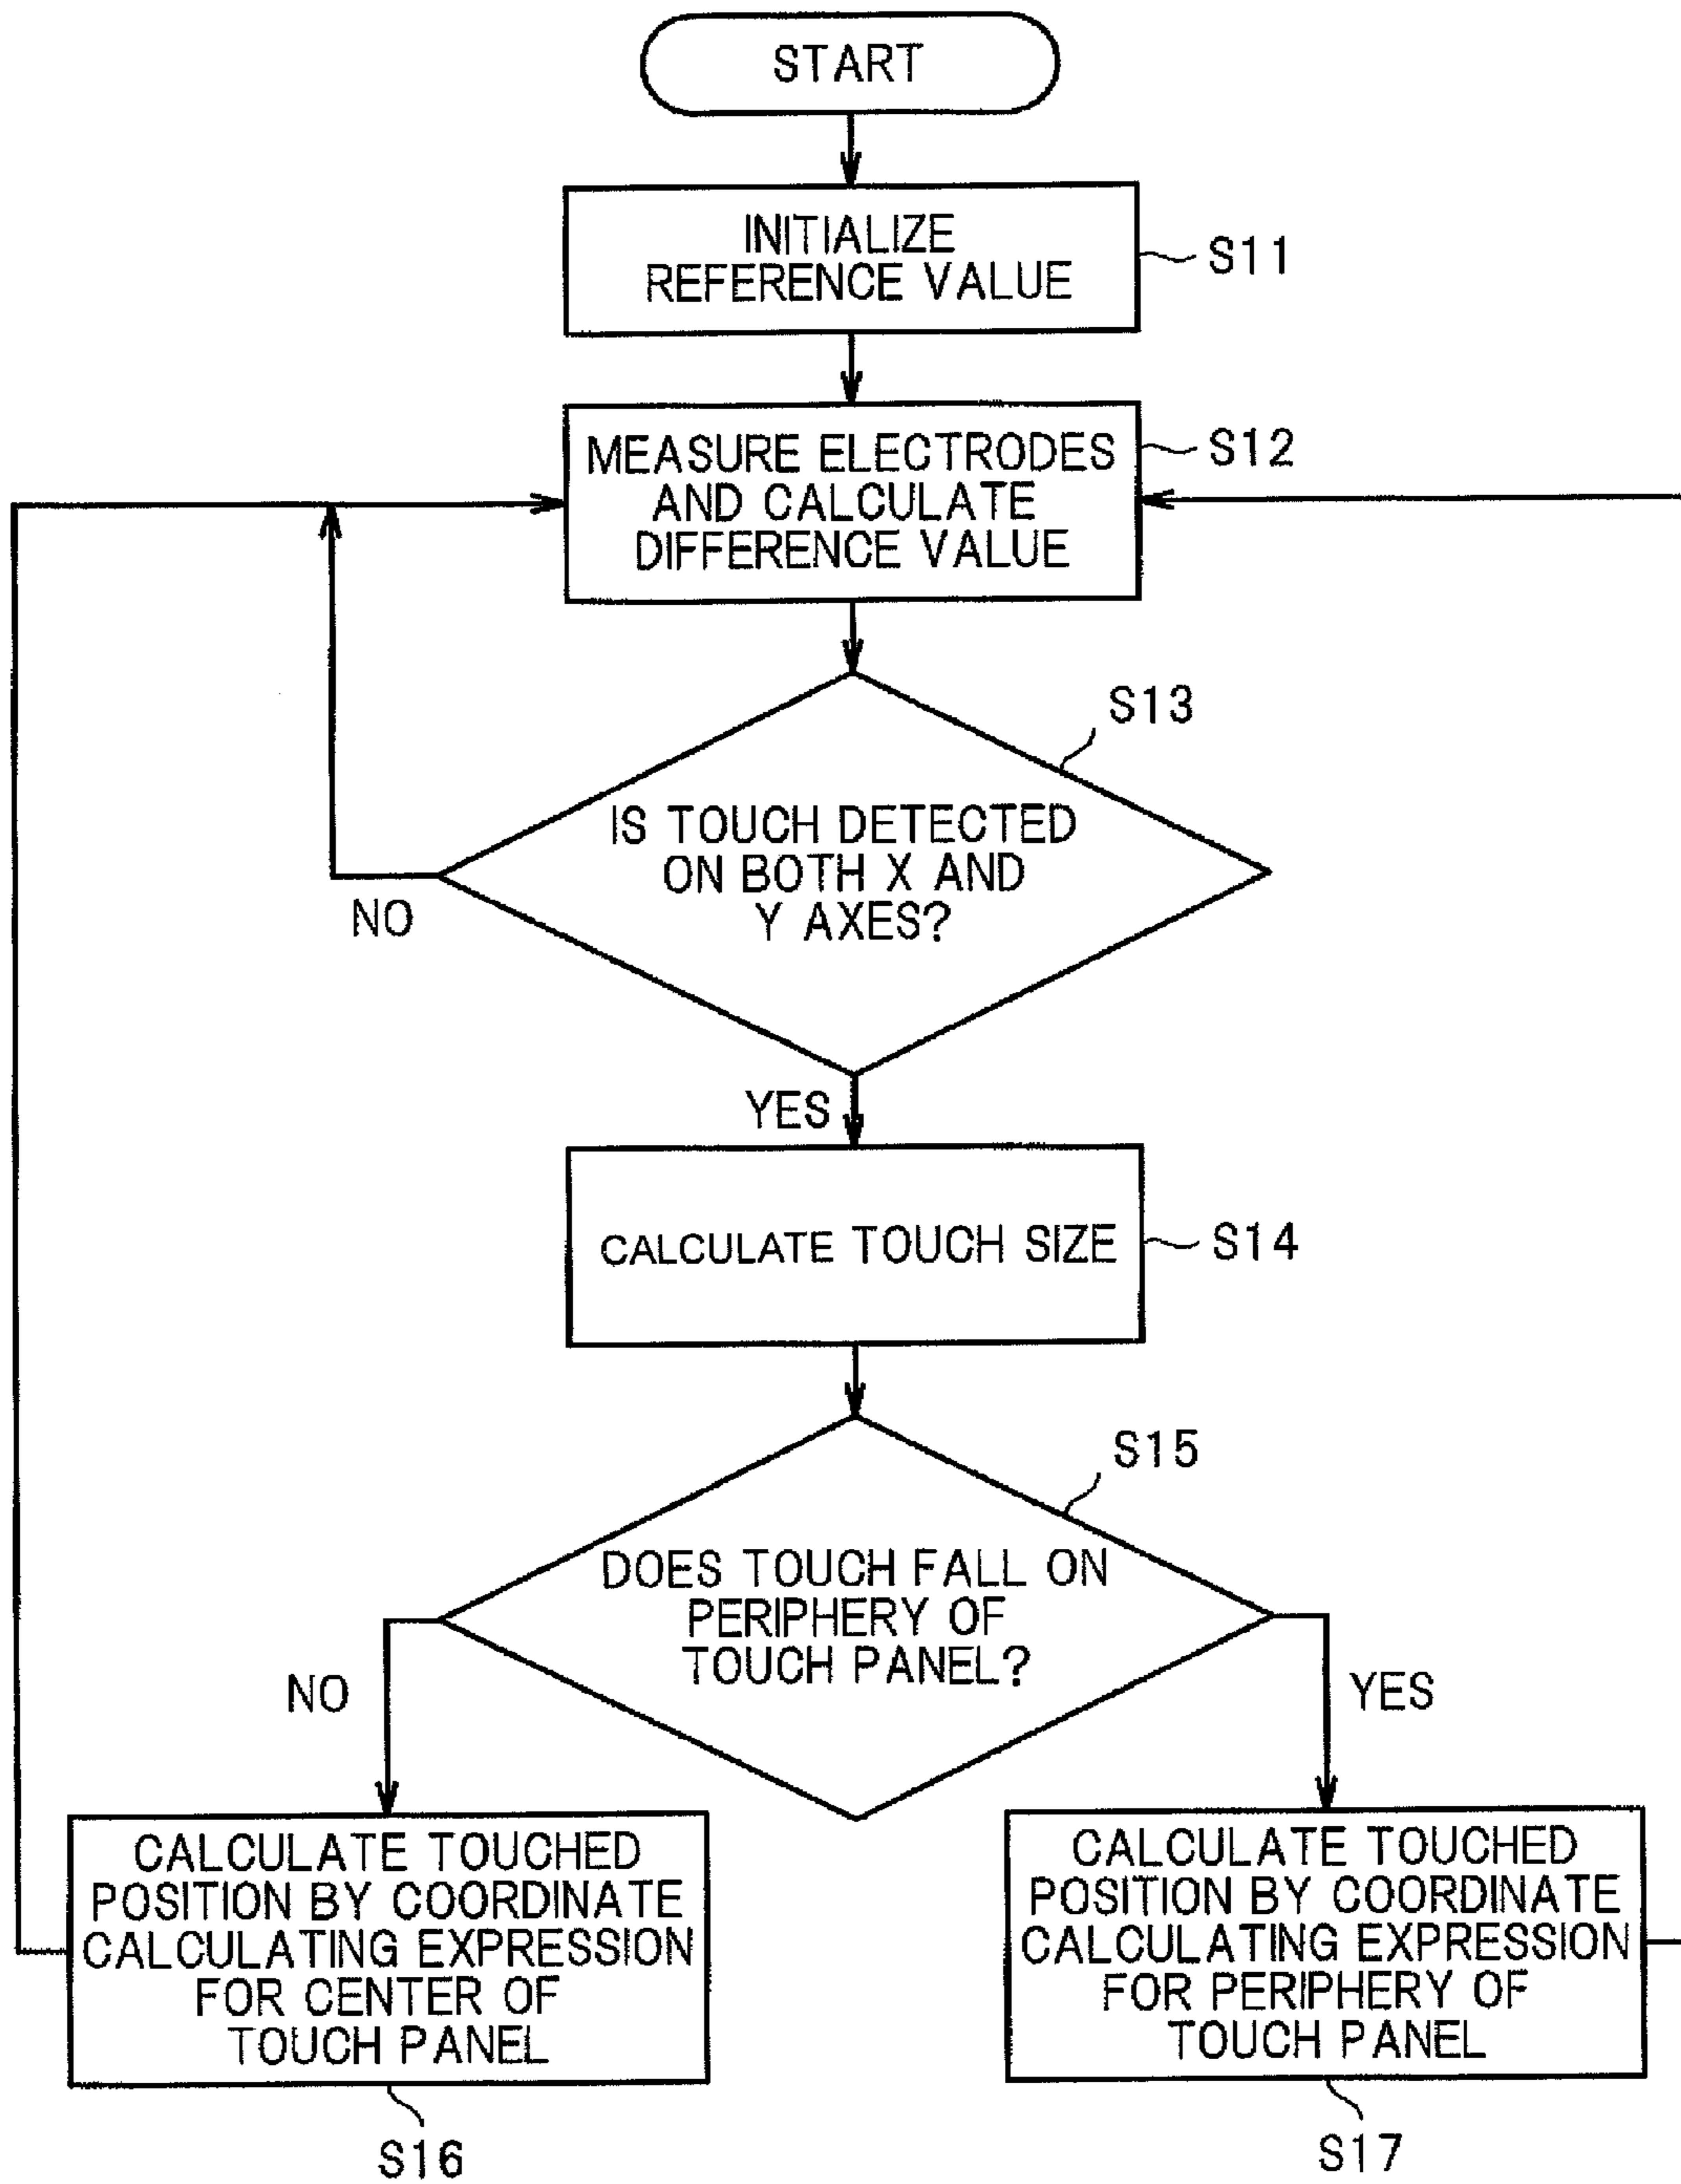 START
INITIALIZE
REFERENCE VALUE
S11
MEASURE ELECTRODES
AND CALCULATE
DIFFERENCE VALUE
S12
S13
IS TOUCH DETECTED
ON BOTH X AND
Y AXES?
NO
YES
CALCULATE TOUCH SIZE
S14
S15
DOES TOUCH FALL ON
PERIPHERY OF
TOUCH PANEL?
NO
YES
CALCULATE TOUCHED
POSITION BY COORDINATE
CALCULATING EXPRESSION
FOR CENTER OF
TOUCH PANEL
S16
CALCULATE TOUCHED
POSITION BY COORDINATE
CALCULATING EXPRESSION
FOR PERIPHERY OF
TOUCH PANEL
S17